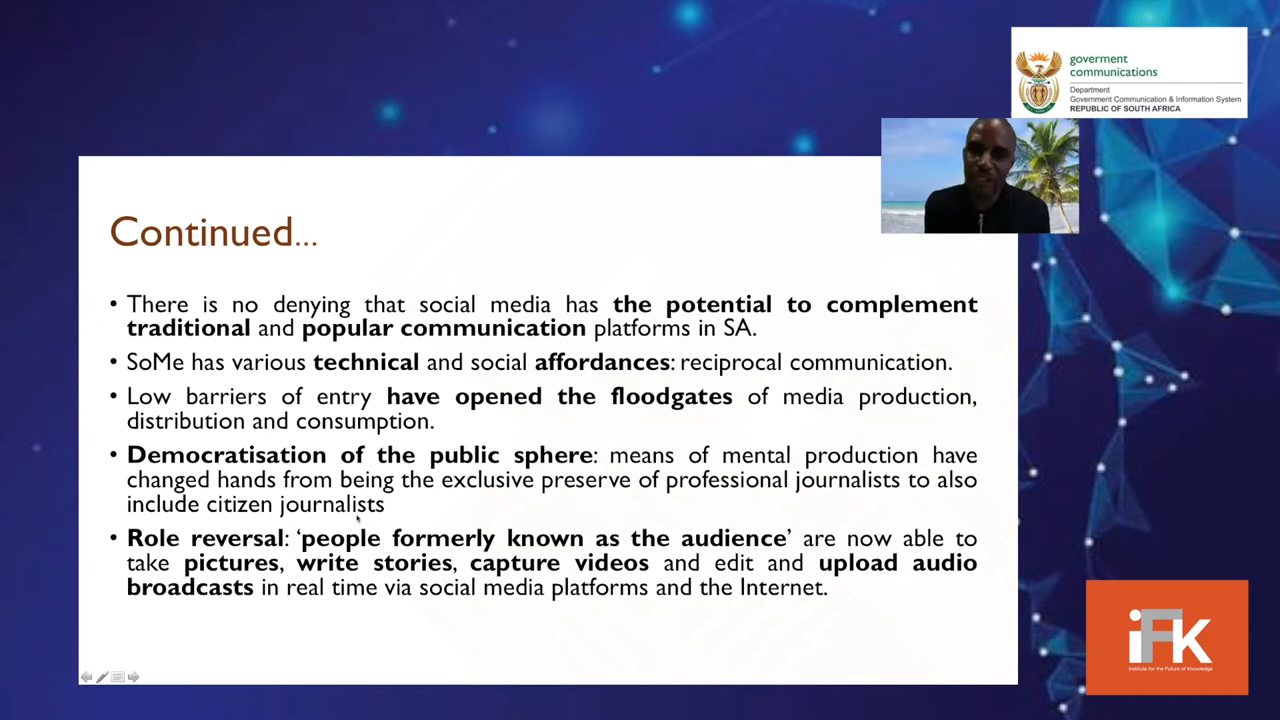 goverment
communications
Department
Government Communication & Information System
REPUBLIC OF SOUTH AFRICA
Continued...
• There is no denying that social media has the potential to complement
traditional and popular communication platforms in SA.
• SoMe has various technical and social affordances: reciprocal communication.
• Low barriers of entry have opened the floodgates of media production,
distribution and consumption.
• Democratisation of the public sphere: means of mental production have
changed hands from being the exclusive preserve of professional journalists to also
include citizen journalists
• Role reversal: ‘people formerly known as the audience’ are now able to
take pictures, write stories, capture videos and edit and upload audio
broadcasts in real time via social media platforms and the Internet.
iFK
Institute for the Future of Knowledge